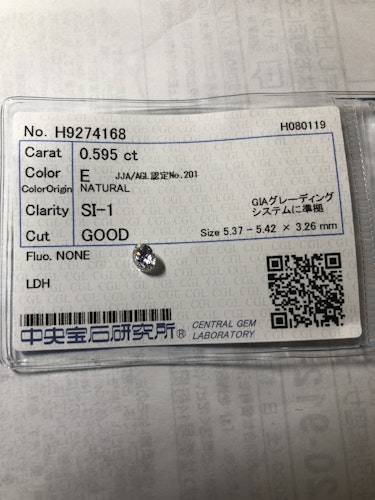 No. H9274168 H080119
Carat 0.595 ct
Color E JJA/AGL認定No.201
ColorOrigin NATURAL
Clarity SI-1 GIAグレーディング
システムに準拠
Cut GOOD Size 5.37 - 5.42 × 3.26 mm
Fluo. NONE
LDH
中央宝石研究所® CENTRAL GEM
LABORATORY